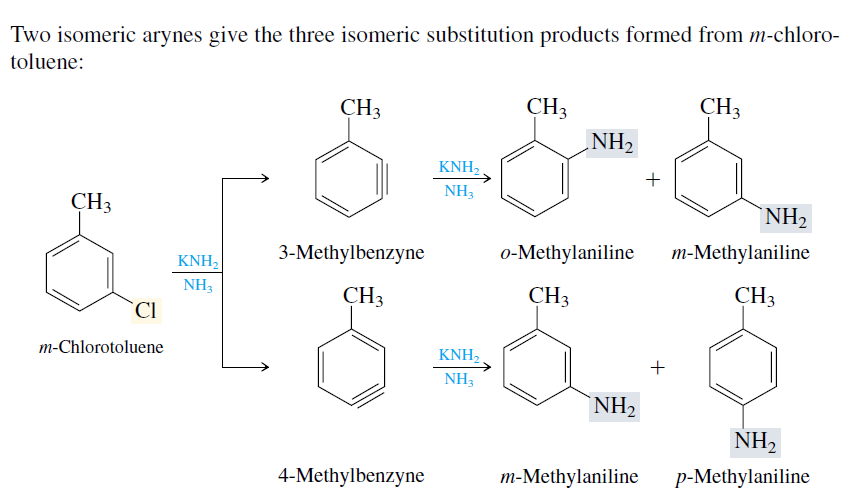 Two isomeric arynes give the three isomeric substitution products formed from m-chloro-
toluene:
CH3 CH3 CH3
NH2
KNH2
+
NH3
CH3
NH2
3-Methylbenzyne o-Methylaniline m-Methylaniline
KNH2
NH3
Cl
CH3 CH3 CH3
m-Chlorotoluene
KNH2
+
NH3
NH2
NH2
4-Methylbenzyne m-Methylaniline p-Methylaniline